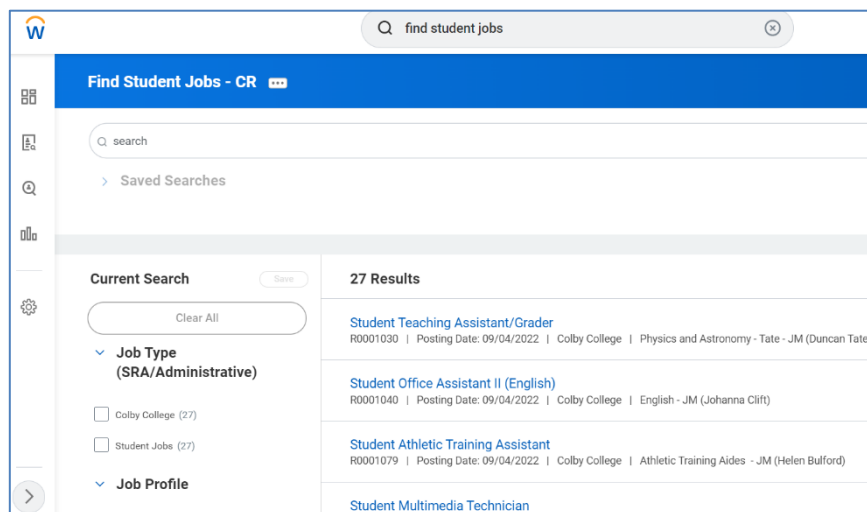 W
find student jobs
Find Student Jobs - CR
search
Saved Searches
Current Search
Save
Clear All
Job Type
(SRA/Administrative)
Colby College (27)
Student Jobs (27)
Job Profile
27 Results
Student Teaching Assistant/Grader
R0001030 | Posting Date: 09/04/2022 | Colby College | Physics and Astronomy - Tate - JM (Duncan Tate
Student Office Assistant II (English)
R0001040 | Posting Date: 09/04/2022 | Colby College | English - JM (Johanna Clift)
Student Athletic Training Assistant
R0001079 | Posting Date: 09/04/2022 | Colby College | Athletic Training Aides - JM (Helen Bulford)
Student Multimedia Technician